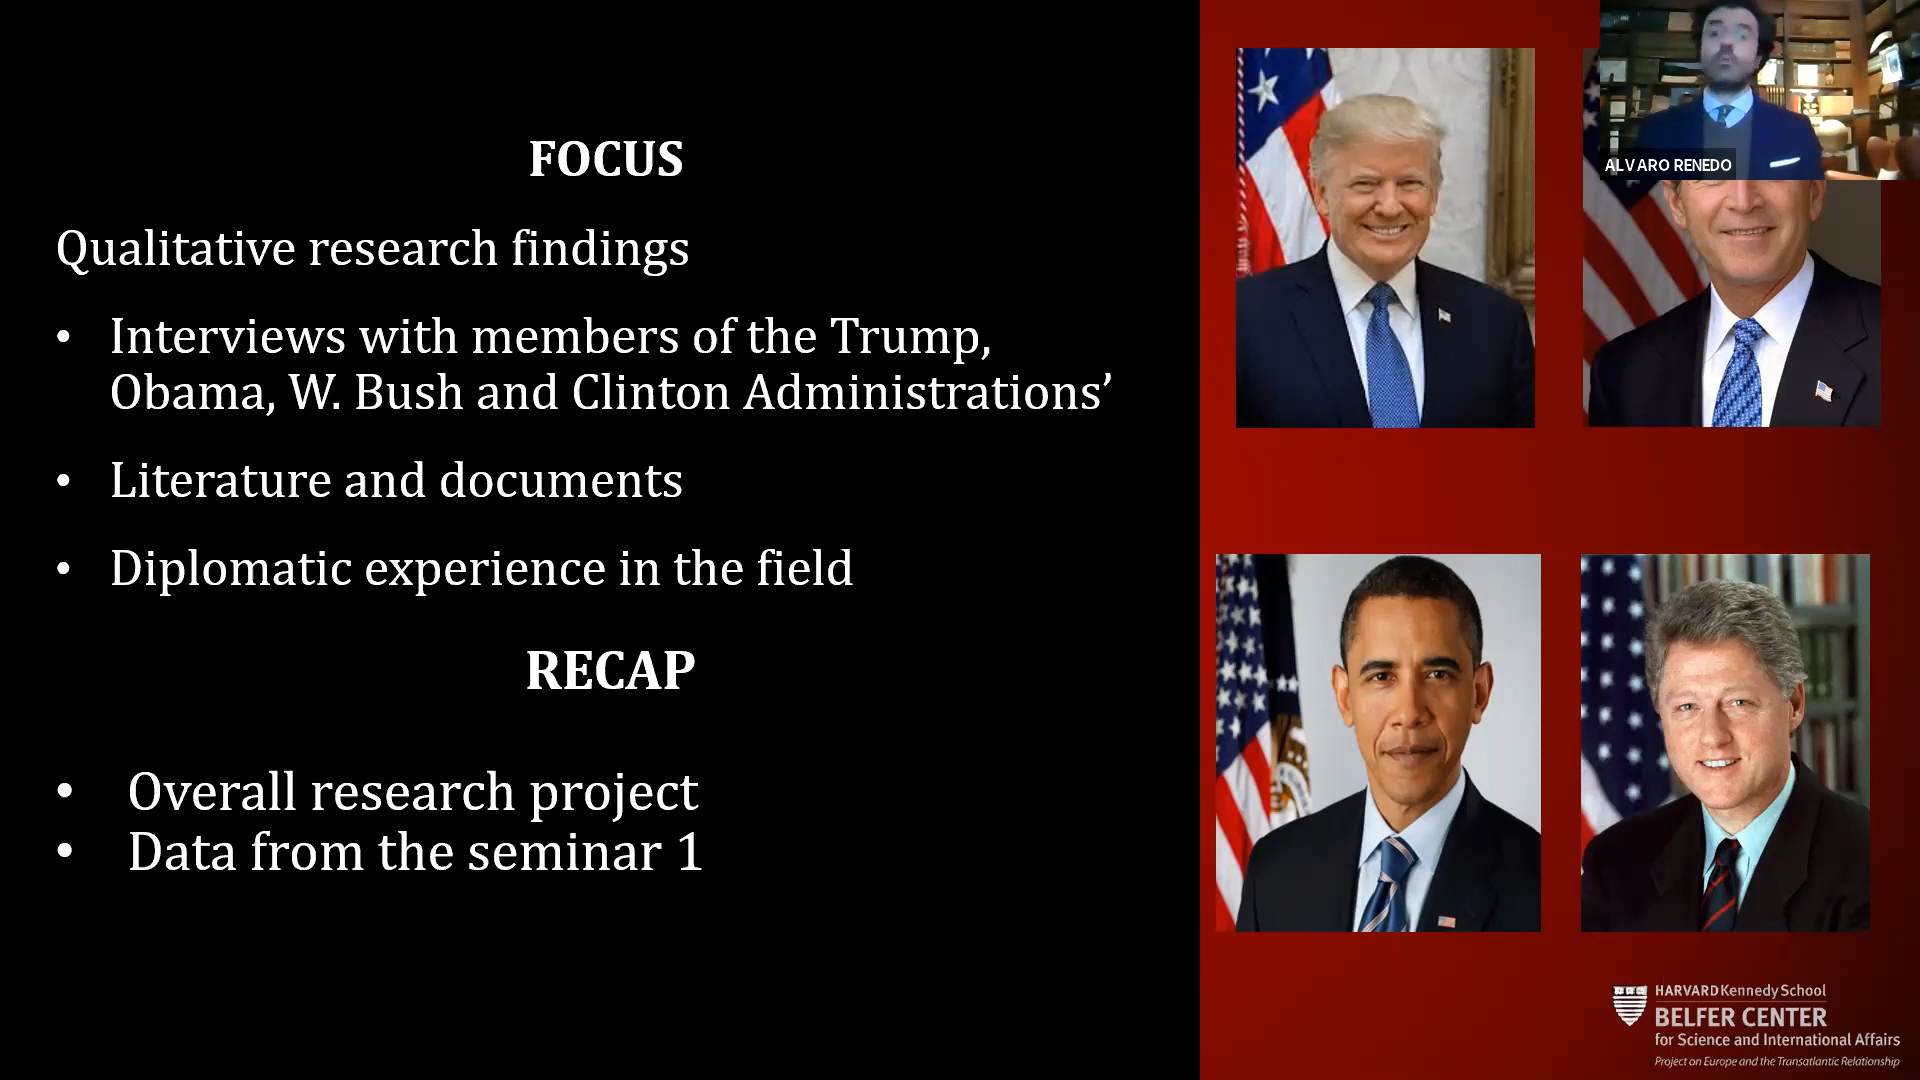 FOCUS
Qualitative research findings
• Interviews with members of the Trump,
Obama, W. Bush and Clinton Administrations’
• Literature and documents
• Diplomatic experience in the field
RECAP
• Overall research project
• Data from the seminar 1
ALVARO RENEDO
HARVARD Kennedy School
BELFER CENTER
for Science and International Affairs
Project on Europe and the Transatlantic Relationship